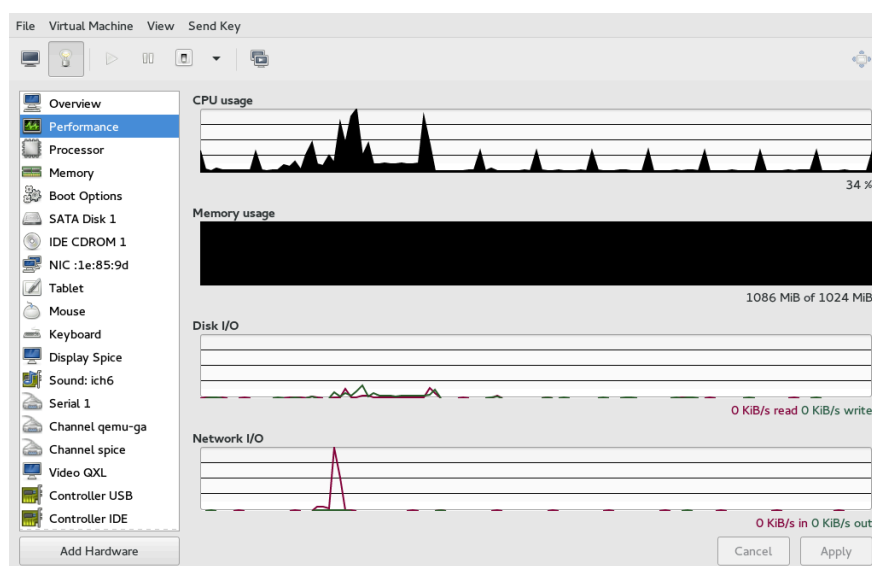 File Virtual Machine View Send Key
Overview
Performance
Processor
Memory
Boot Options
SATA Disk 1
IDE CDROM 1
NIC :1e:85:9d
Tablet
Mouse
Keyboard
Display Spice
Sound: ich6
Serial 1
Channel qemu-ga
Channel spice
Video QXL
Controller USB
Controller IDE
Add Hardware
CPU usage
34 %
Memory usage
1086 MiB of 1024 MiB
Disk I/O
0 KiB/s read 0 KiB/s write
Network I/O
0 KiB/s in 0 KiB/s out
Cancel Apply